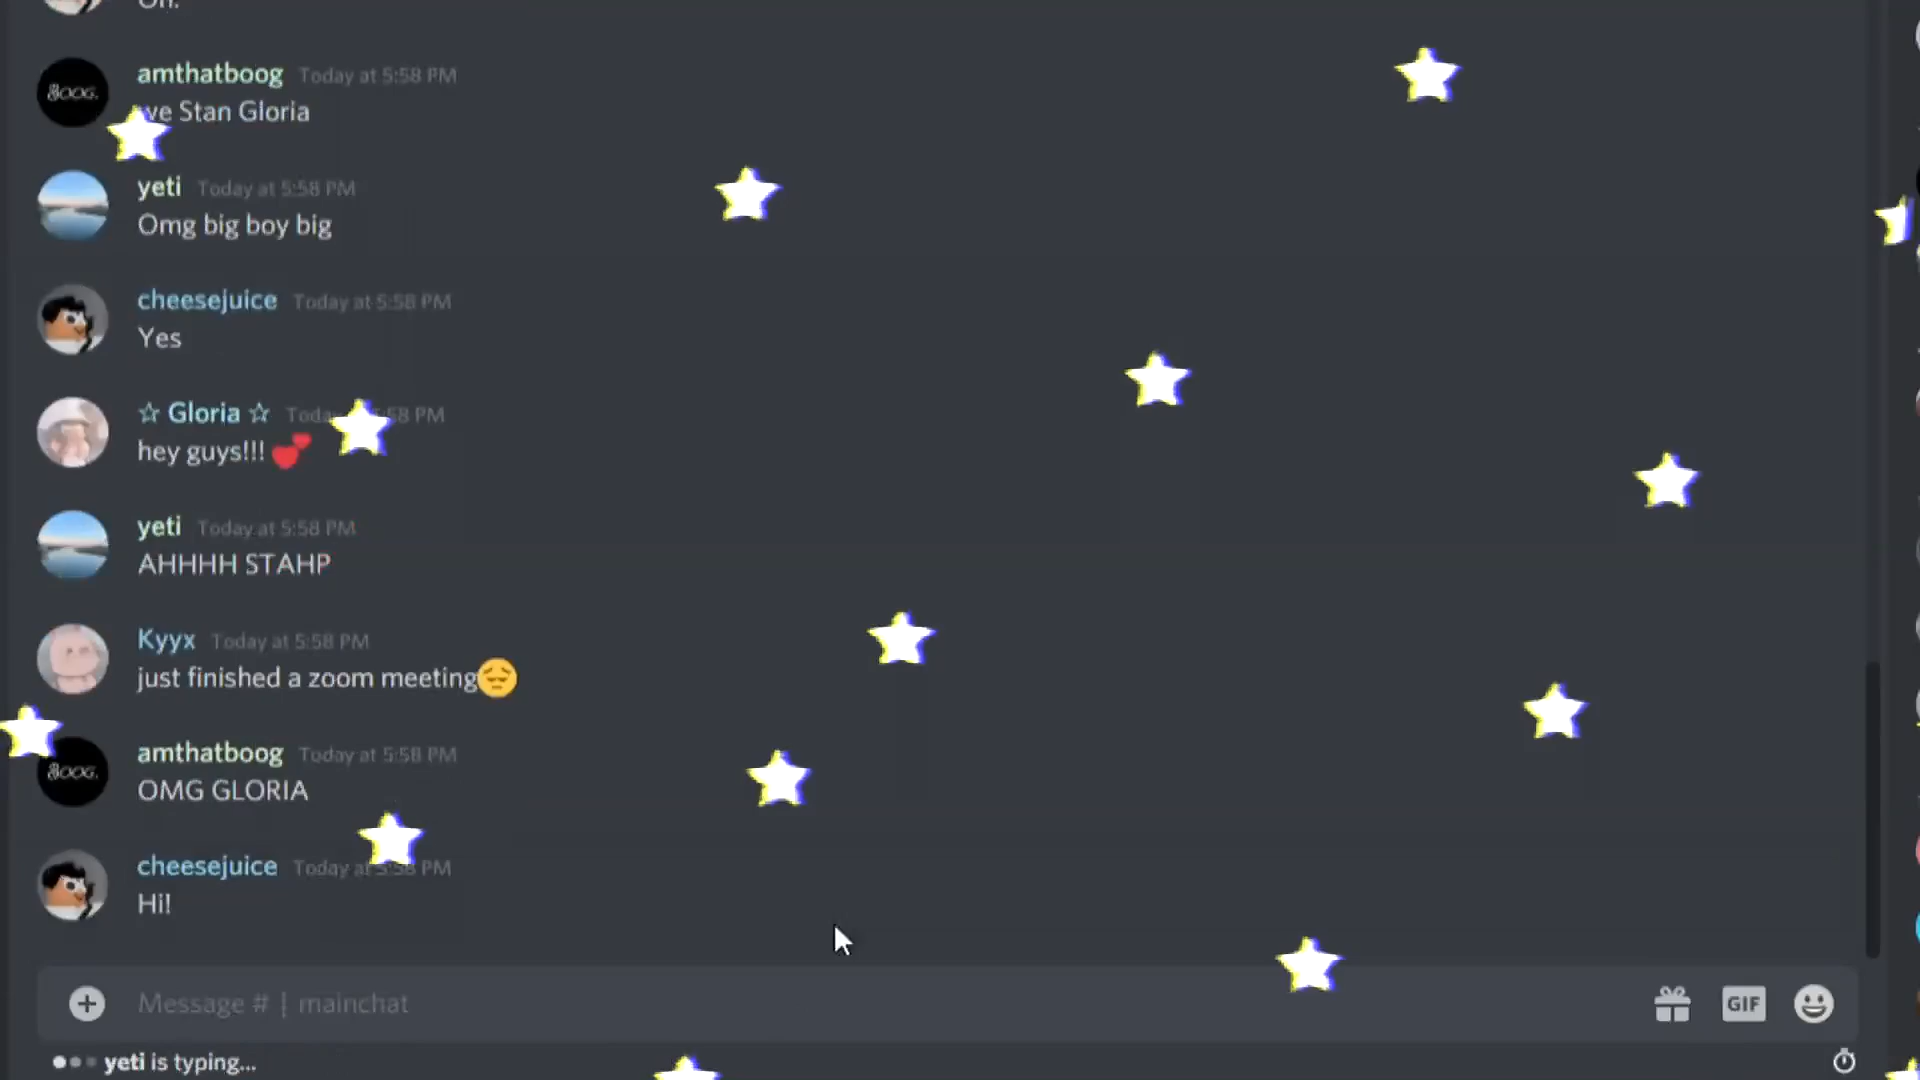 amthatboog Today at 5:58 PM
BOOG.
we Stan Gloria
yeti Today at 5:58 PM
Omg big boy big
cheesejuice Today at 5:58 PM
Yes
☆ Gloria ☆ Today 5:58 PM
hey guys!!! 💕
yeti Today at 5:58 PM
AHHHH STAHP
Kyyx Today at 5:58 PM
just finished a zoom meeting😔
amthatboog Today at 5:58 PM
BOOG.
OMG GLORIA
cheesejuice Today at 5:58 PM
Hi!
Message # | mainchat
GIF
yeti is typing...